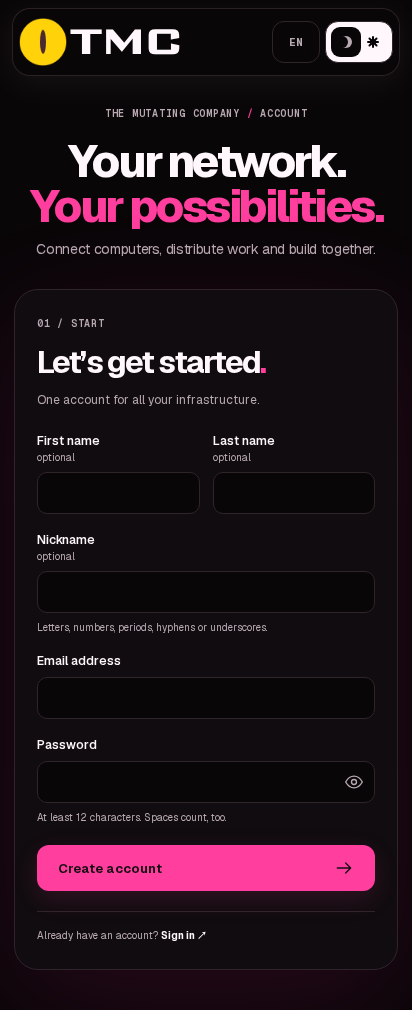 TMC
EN
THE MUTATING COMPANY / ACCOUNT
Your network.
Your possibilities.
Connect computers, distribute work and build together.
01 / START
Let's get started.
One account for all your infrastructure.
First name
optional
Last name
optional
Nickname
optional
Letters, numbers, periods, hyphens or underscores.
Email address
Password
At least 12 characters. Spaces count, too.
Create account →
Already have an account? Sign in ↗